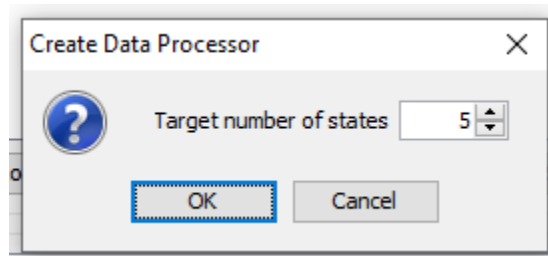 Create Data Processor
?
Target number of states 5
o
OK Cancel